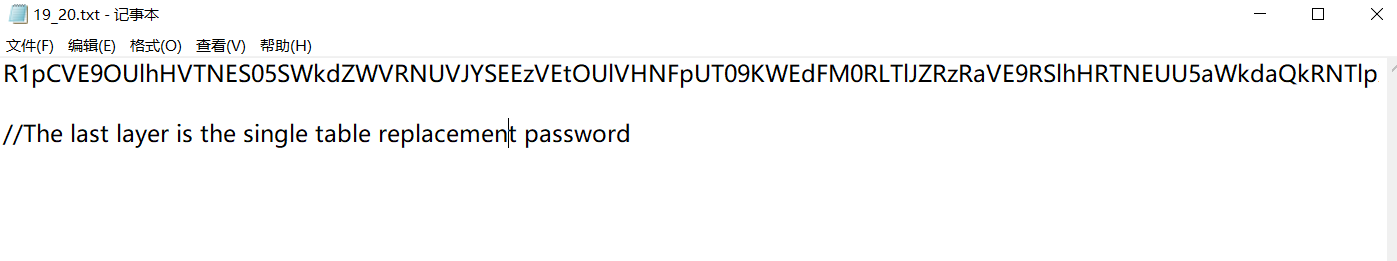 19_20.txt - 记事本
文件(F) 编辑(E) 格式(O) 查看(V) 帮助(H)
R1pCVE9OUlhHVTNES05SWkdZWVRNUVJYSEEzVEtOUlVHNFpUT09KWEdFM0RLTlJZRzRaVE9RSlhHRTNEUU5aWkdaQkRNTlp
//The last layer is the single table replacement password